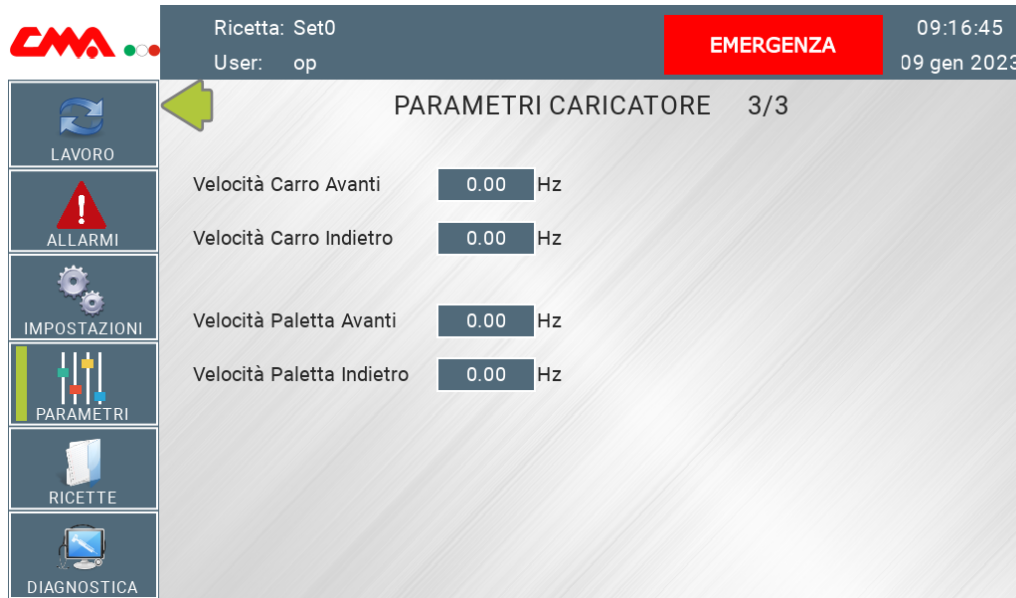 CMA
Ricetta: Set0
User: op
EMERGENZA
09:16:45
09 gen 2023
LAVORO
ALLARMI
IMPOSTAZIONI
PARAMETRI
RICETTE
DIAGNOSTICA
PARAMETRI CARICATORE 3/3
Velocità Carro Avanti 0.00 Hz
Velocità Carro Indietro 0.00 Hz
Velocità Paletta Avanti 0.00 Hz
Velocità Paletta Indietro 0.00 Hz